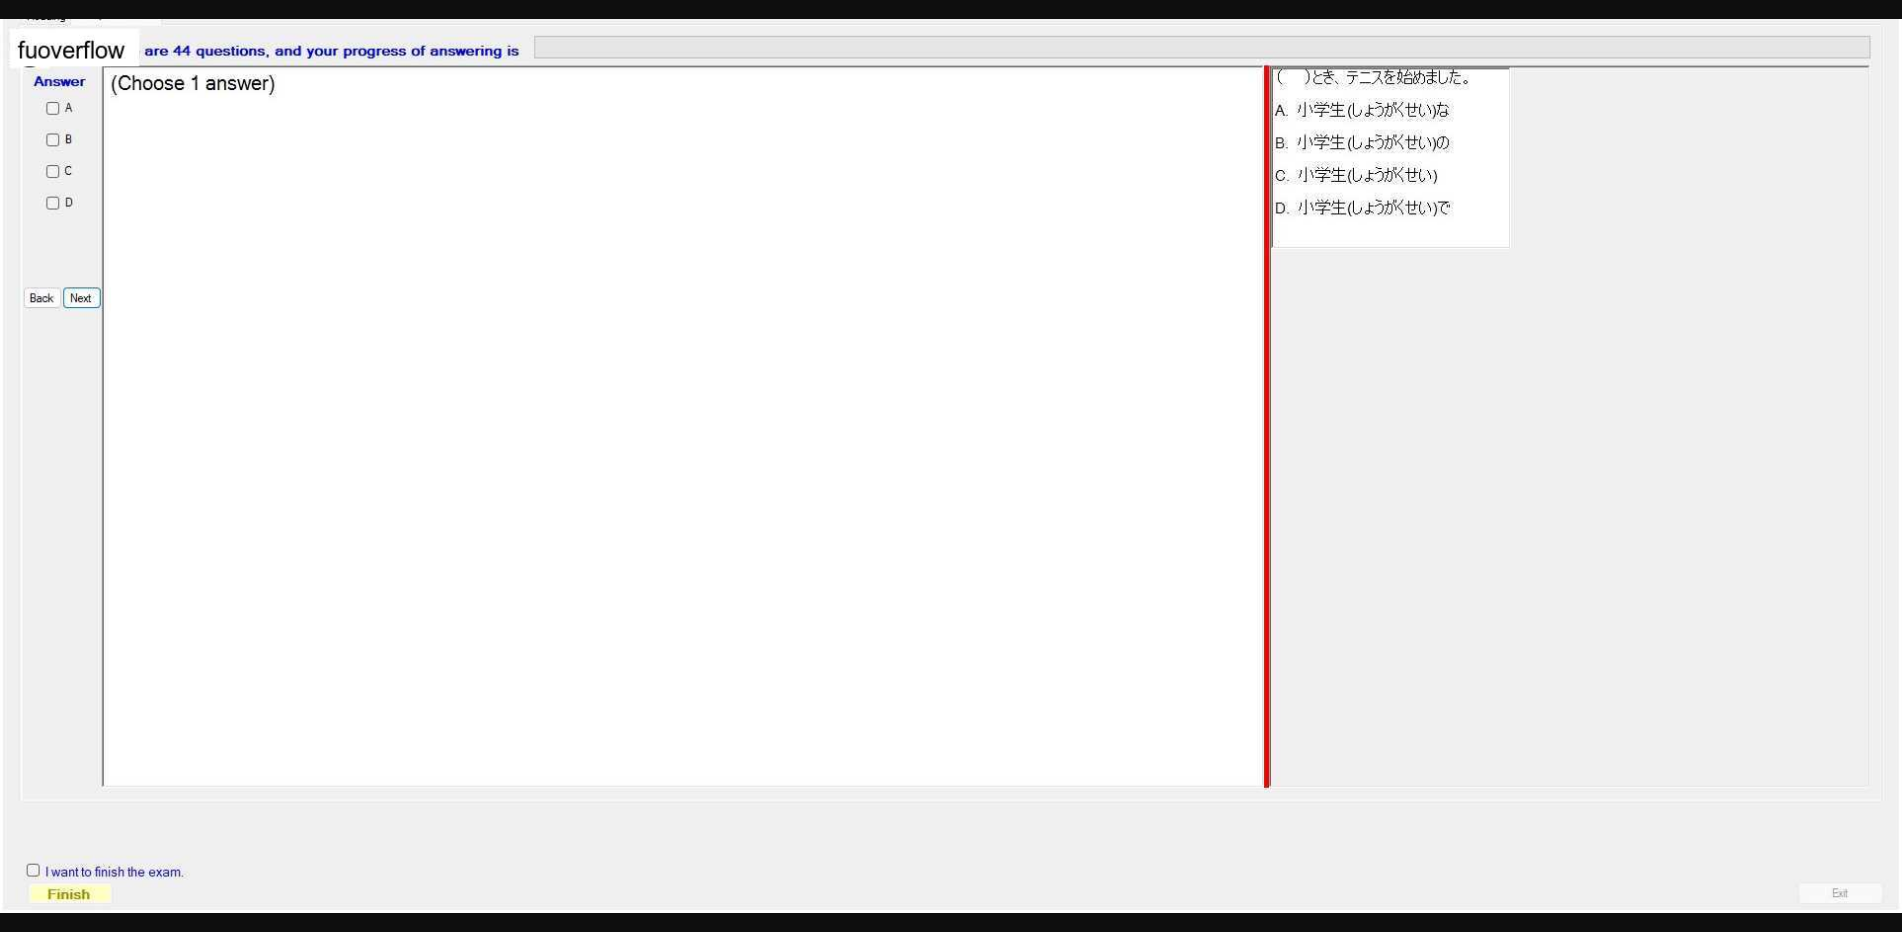 fuoverflow are 44 questions, and your progress of answering is
Answer
(Choose 1 answer)
A
B
C
D
Back Next
(　)とき、テニスを始めました。
A. 小学生(しょうがくせい)な
B. 小学生(しょうがくせい)の
C. 小学生(しょうがくせい)
D. 小学生(しょうがくせい)で
I want to finish the exam.
Finish
Exit